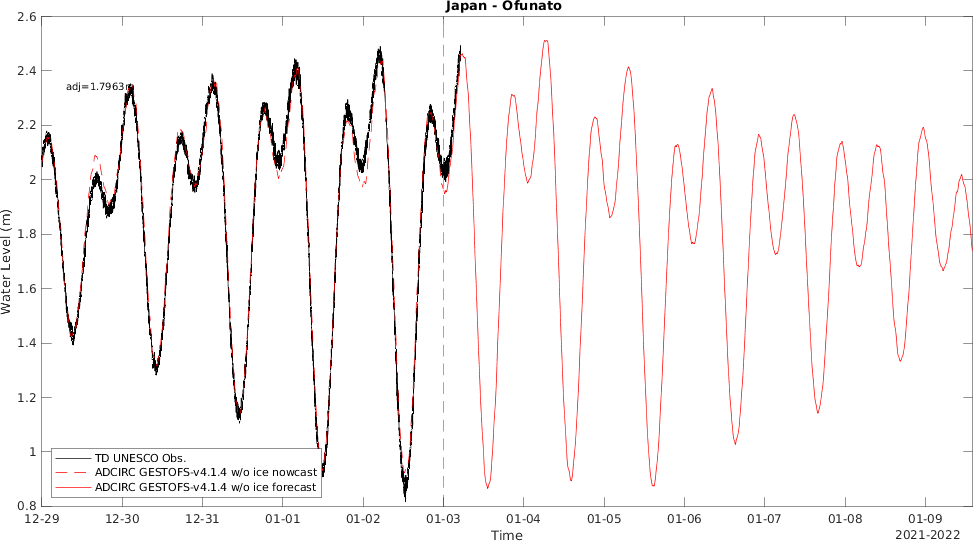 Japan - Ofunato
2.6
2.4
2.2
2
1.8
1.6
1.4
1.2
1
0.8
Water Level (m)
adj=1.7963m
TD UNESCO Obs.
ADCIRC GESTOFS-v4.1.4 w/o ice nowcast
ADCIRC GESTOFS-v4.1.4 w/o ice forecast
12-29 12-30 12-31 01-01 01-02 01-03 01-04 01-05 01-06 01-07 01-08 01-09
Time
2021-2022